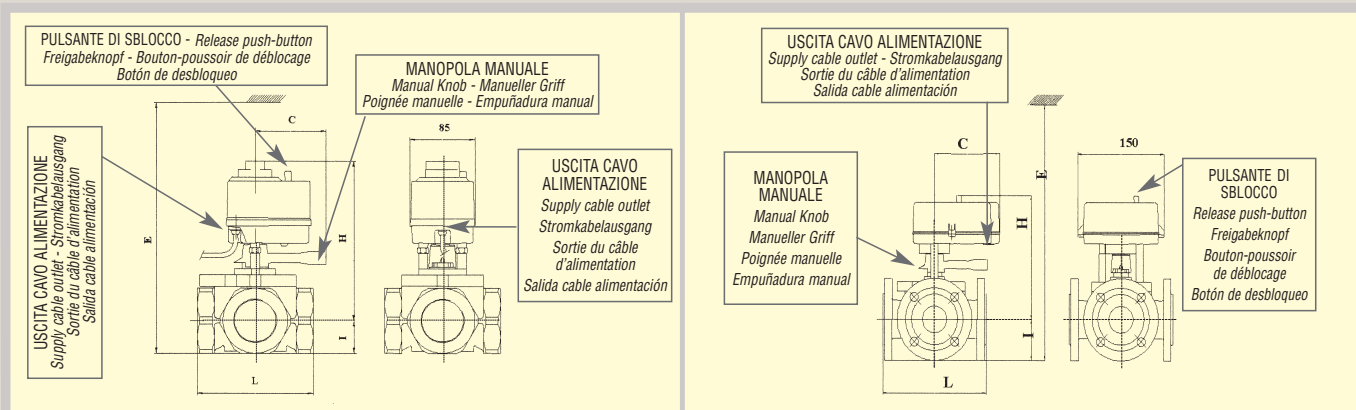 PULSANTE DI SBLOCCO - Release push-button
Freigabeknopf - Bouton-poussoir de déblocage
Botón de desbloqueo
MANOPOLA MANUALE
Manual Knob - Manueller Griff
Poignée manuelle - Empuñadura manual
USCITA CAVO ALIMENTAZIONE
Supply cable outlet - Stromkabelausgang
Sortie du câble d'alimentation
Salida cable alimentación
C
85
E
H
I
L
USCITA CAVO
ALIMENTAZIONE
Supply cable outlet
Stromkabelausgang
Sortie du câble
d'alimentation
Salida cable alimentación
USCITA CAVO ALIMENTAZIONE
Supply cable outlet - Stromkabelausgang
Sortie du câble d'alimentation
Salida cable alimentación
MANOPOLA
MANUALE
Manual Knob
Manueller Griff
Poignée manuelle
Empuñadura manual
C
150
E
H
I
L
PULSANTE DI
SBLOCCO
Release push-button
Freigabeknopf
Bouton-poussoir
de déblocage
Botón de desbloqueo